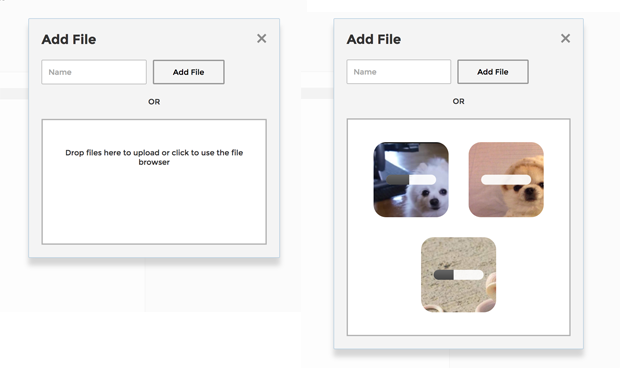 Add File
Name
Add File
OR
Drop files here to upload or click to use the file
browser
Add File
Name
Add File
OR